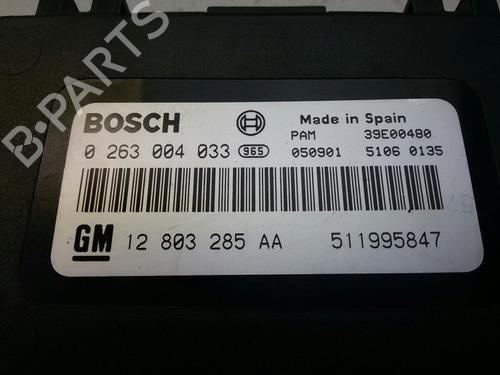 BOSCH Made in Spain
PAM 39E00480
0 263 004 033 965 050901 5106 0135
GM 12 803 285 AA 511995847
B-PARTS